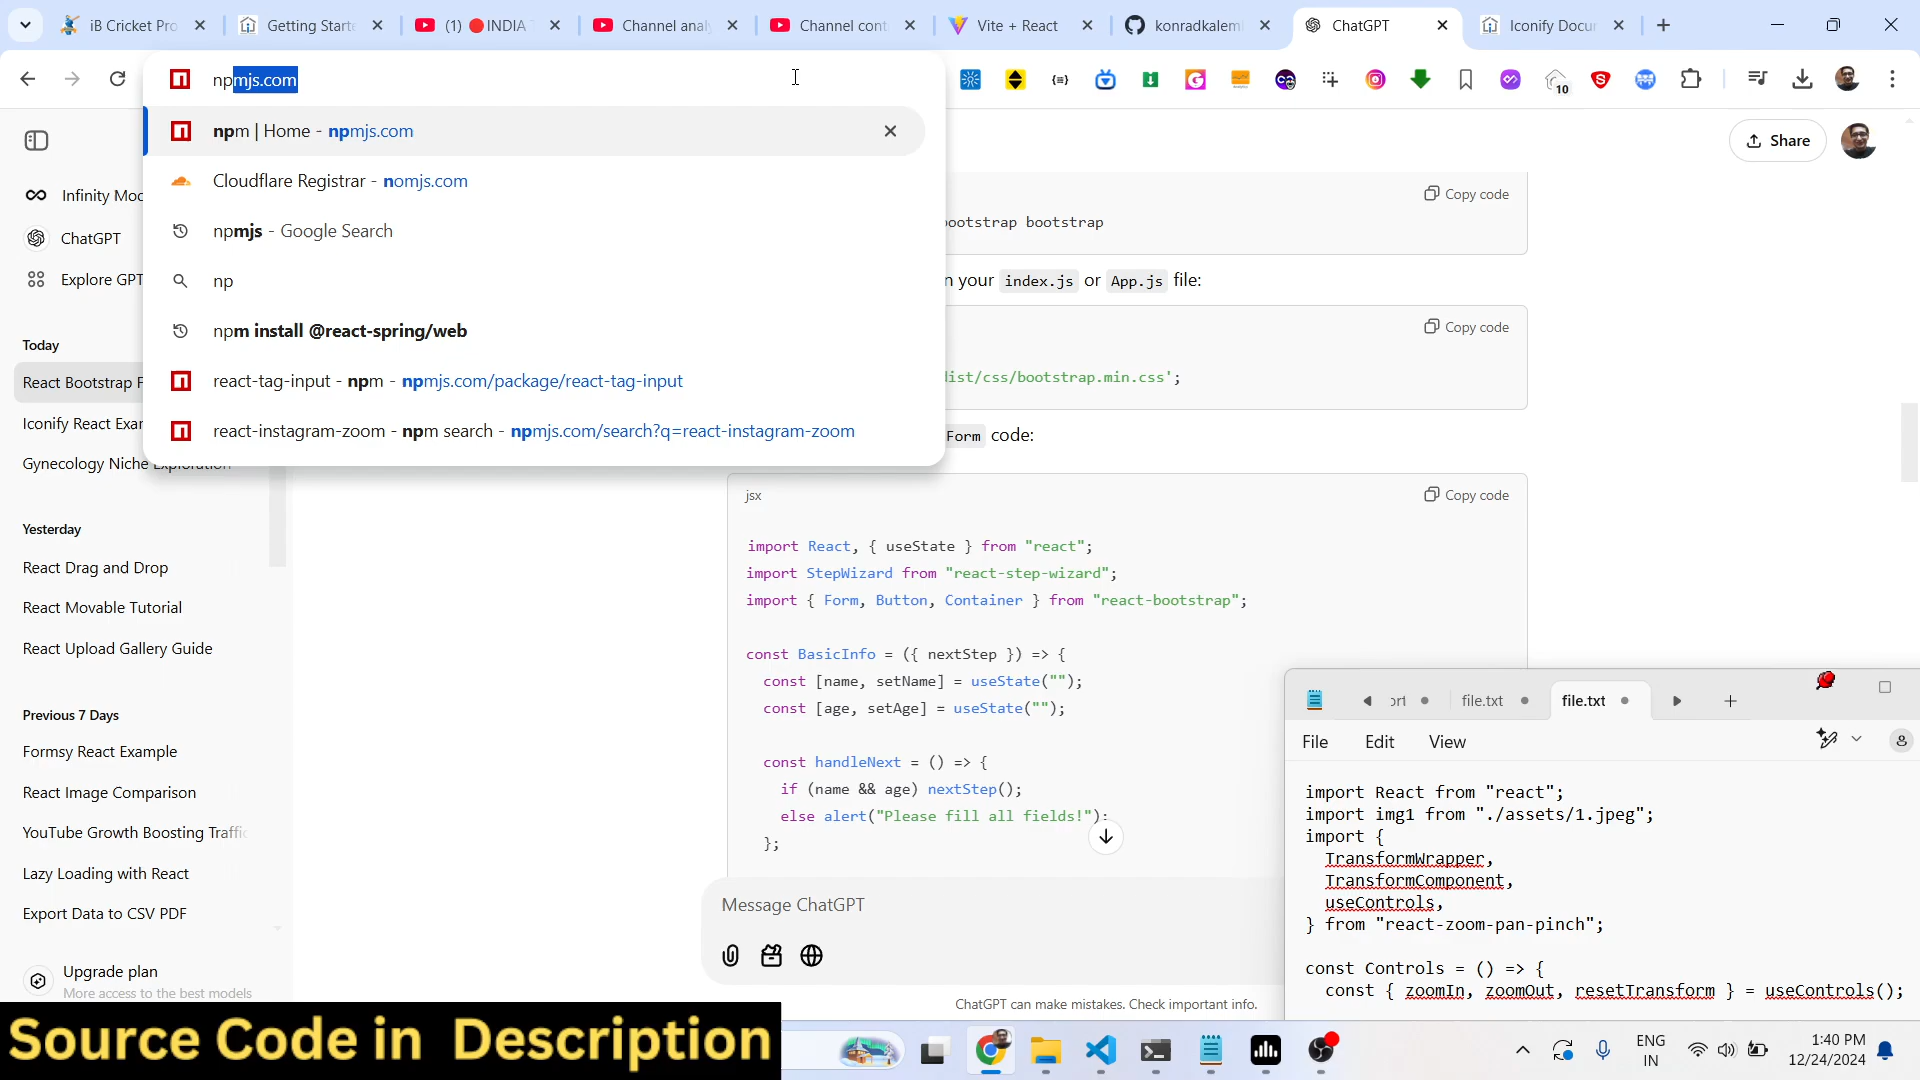 iB Cricket Pro
Getting Starte
(1) 🔴INDIA T
Channel analy
Channel cont
Vite + React
konradkalem
ChatGPT
Iconify Docur
npmjs.com
npm | Home - npmjs.com
Cloudflare Registrar - nomjs.com
npmjs - Google Search
np
npm install @react-spring/web
react-tag-input - npm - npmjs.com/package/react-tag-input
react-instagram-zoom - npm search - npmjs.com/search?q=react-instagram-zoom
10
Share
Infinity Moc
ChatGPT
Explore GPT
Today
React Bootstrap F
Iconify React Exar
Gynecology Niche Exploration
Yesterday
React Drag and Drop
React Movable Tutorial
React Upload Gallery Guide
Previous 7 Days
Formsy React Example
React Image Comparison
YouTube Growth Boosting Traffic
Lazy Loading with React
Export Data to CSV PDF
Upgrade plan
More access to the best models
Copy code
bootstrap bootstrap
n your index.js or App.js file:
Copy code
dist/css/bootstrap.min.css';
Form code:
jsx
Copy code
import React, { useState } from "react";
import StepWizard from "react-step-wizard";
import { Form, Button, Container } from "react-bootstrap";
const BasicInfo = ({ nextStep }) => {
const [name, setName] = useState("");
const [age, setAge] = useState("");
const handleNext = () => {
if (name && age) nextStep();
else alert("Please fill all fields!");
};
Message ChatGPT
ChatGPT can make mistakes. Check important info.
ort
file.txt
file.txt
File Edit View
import React from "react";
import img1 from "./assets/1.jpeg";
import {
TransformWrapper,
TransformComponent,
useControls,
} from "react-zoom-pan-pinch";
const Controls = () => {
const { zoomIn, zoomOut, resetTransform } = useControls();
Source Code in Description
ENG
IN
1:40 PM
12/24/2024